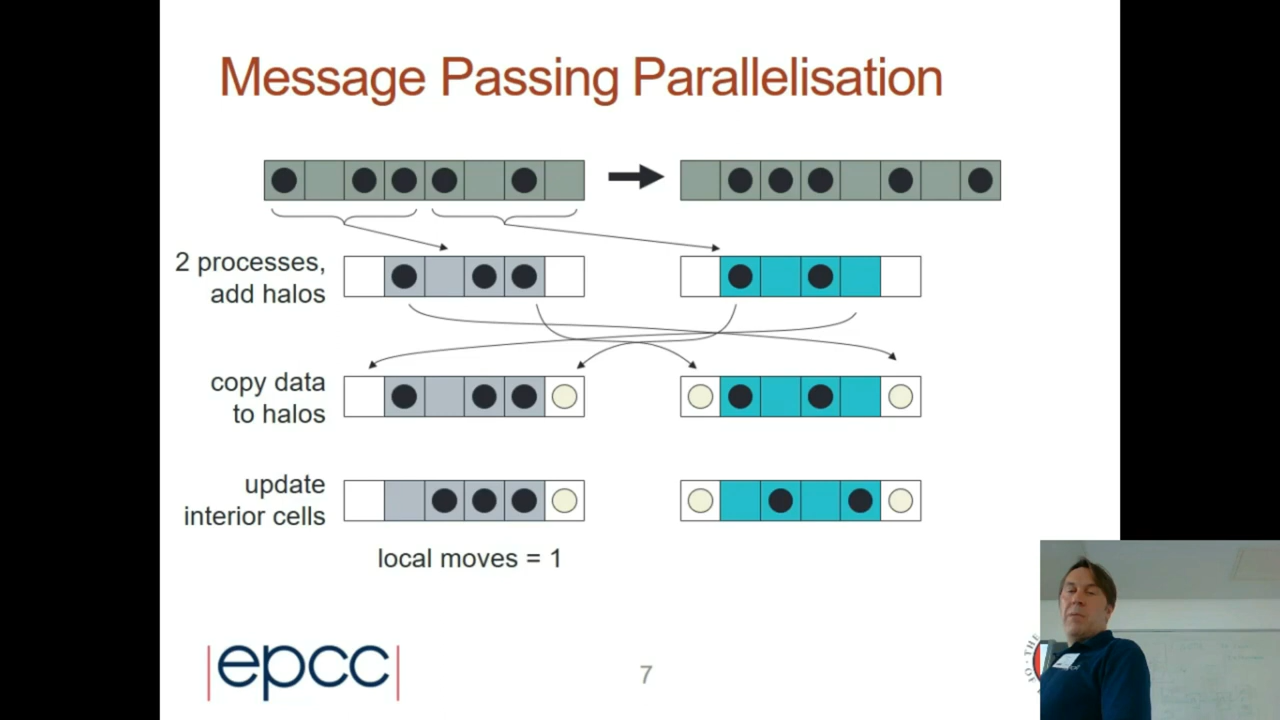 Message Passing Parallelisation
2 processes,
add halos
copy data
to halos
update
interior cells
local moves = 1
epcc
7